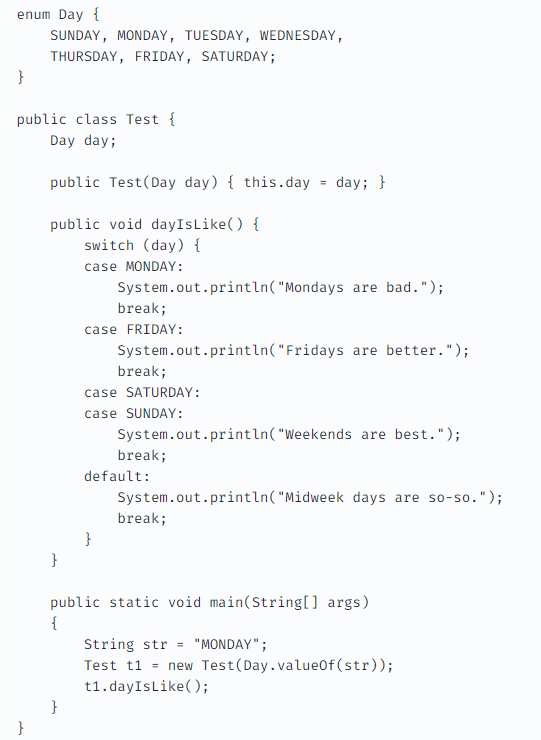 enum Day {
    SUNDAY, MONDAY, TUESDAY, WEDNESDAY,
    THURSDAY, FRIDAY, SATURDAY;
}

public class Test {
    Day day;

    public Test(Day day) { this.day = day; }

    public void dayIsLike() {
        switch (day) {
        case MONDAY:
            System.out.println("Mondays are bad.");
            break;
        case FRIDAY:
            System.out.println("Fridays are better.");
            break;
        case SATURDAY:
        case SUNDAY:
            System.out.println("Weekends are best.");
            break;
        default:
            System.out.println("Midweek days are so-so.");
            break;
        }
    }

    public static void main(String[] args)
    {
        String str = "MONDAY";
        Test t1 = new Test(Day.valueOf(str));
        t1.dayIsLike();
    }
}